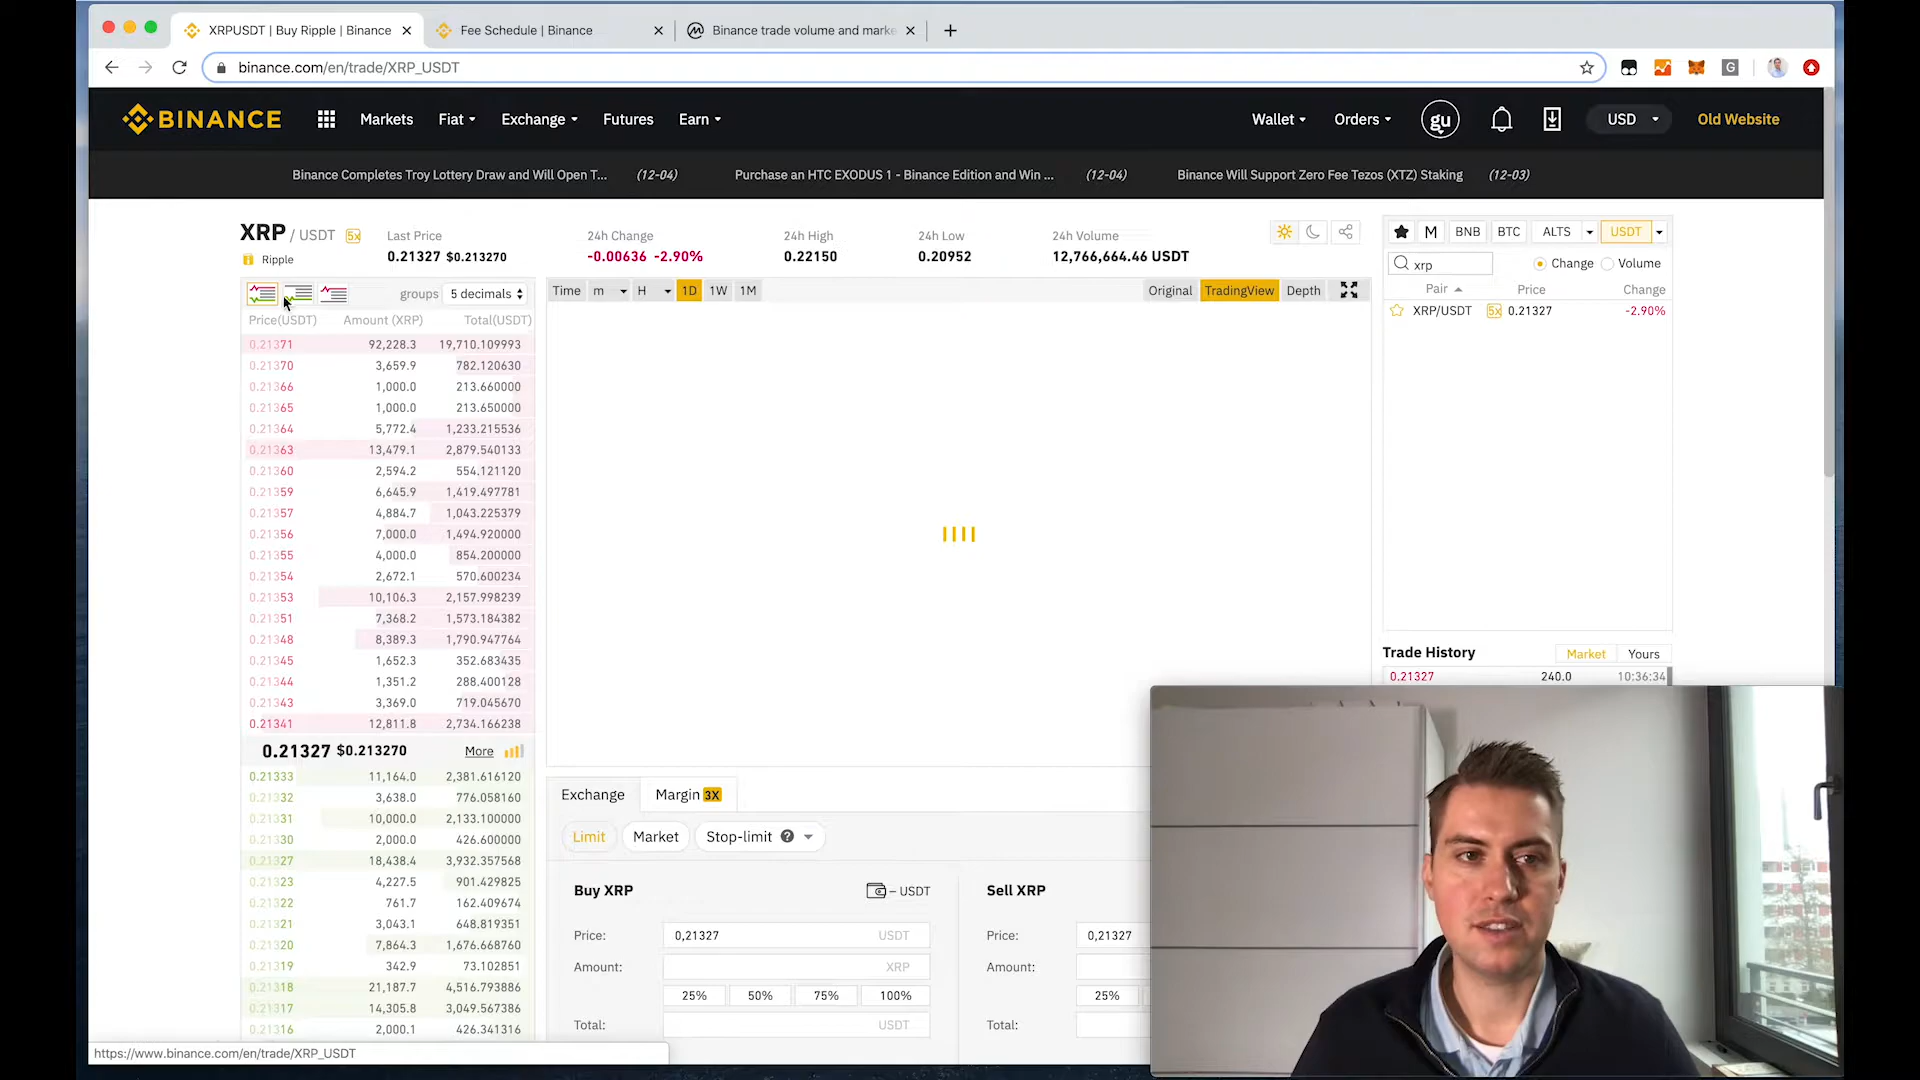 XRPUSDT | Buy Ripple | Binance
Fee Schedule | Binance
Binance trade volume and marke
binance.com/en/trade/XRP_USDT
G
BINANCE
Markets
Fiat
Exchange
Futures
Earn
Wallet
Orders
gu
USD
Old Website
Binance Completes Troy Lottery Draw and Will Open T... (12-04)
Purchase an HTC EXODUS 1 - Binance Edition and Win ... (12-04)
Binance Will Support Zero Fee Tezos (XTZ) Staking (12-03)
XRP / USDT 5x
Ripple
Last Price
0.21327 $0.213270
24h Change
-0.00636 -2.90%
24h High
0.22150
24h Low
0.20952
24h Volume
12,766,664.46 USDT
groups 5 decimals
Price(USDT) Amount (XRP) Total(USDT)
0.21371 92,228.3 19,710.109993
0.21370 3,659.9 782.120630
0.21366 1,000.0 213.660000
0.21365 1,000.0 213.650000
0.21364 5,772.4 1,233.215536
0.21363 13,479.1 2,879.540133
0.21360 2,594.2 554.121120
0.21359 6,645.9 1,419.497781
0.21357 4,884.7 1,043.225379
0.21356 7,000.0 1,494.920000
0.21355 4,000.0 854.200000
0.21354 2,672.1 570.600234
0.21353 10,106.3 2,157.998239
0.21351 7,368.2 1,573.184382
0.21348 8,389.3 1,790.947764
0.21345 1,652.3 352.683435
0.21344 1,351.2 288.400128
0.21343 3,369.0 719.045670
0.21341 12,811.8 2,734.166238
0.21327 $0.213270 More
0.21333 11,164.0 2,381.616120
0.21332 3,638.0 776.058160
0.21331 10,000.0 2,133.100000
0.21330 2,000.0 426.600000
0.21327 18,438.4 3,932.357568
0.21323 4,227.5 901.429825
0.21322 761.7 162.409674
0.21321 3,043.1 648.819351
0.21320 7,864.3 1,676.668760
0.21319 342.9 73.102851
0.21318 21,187.7 4,516.793886
0.21317 14,305.8 3,049.567386
0.21316 2,000.1 426.341316
Time m H 1D 1W 1M
Original TradingView Depth
Exchange
Margin 3X
Limit
Market
Stop-limit ?
Buy XRP
– USDT
Price: 0,21327 USDT
Amount: XRP
25% 50% 75% 100%
Total: USDT
Sell XRP
Price: 0,21327
Amount:
25%
Total:
M BNB BTC ALTS USDT
xrp
Change Volume
Pair Price Change
XRP/USDT 5x 0.21327 -2.90%
Trade History Market Yours
0.21327 240.0 10:36:34
https://www.binance.com/en/trade/XRP_USDT